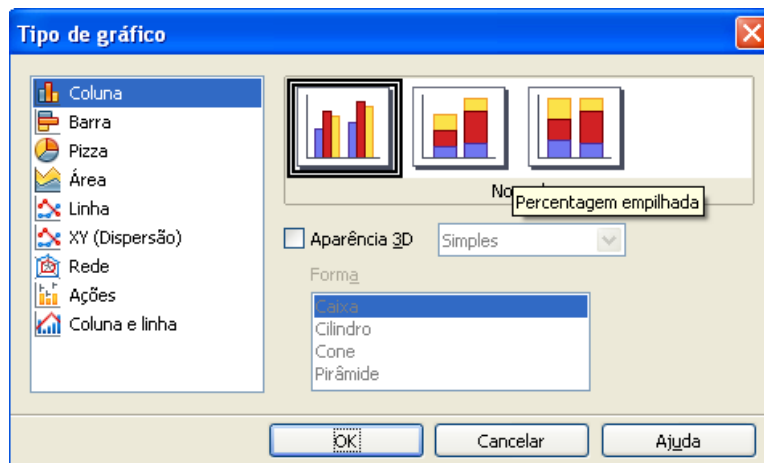 Tipo de gráfico
Coluna
Barra
Pizza
Área
Linha
XY (Dispersão)
Rede
Ações
Coluna e linha
Percentagem empilhada
Aparência 3D
Simples
Forma
Caixa
Cilindro
Cone
Pirâmide
OK
Cancelar
Ajuda